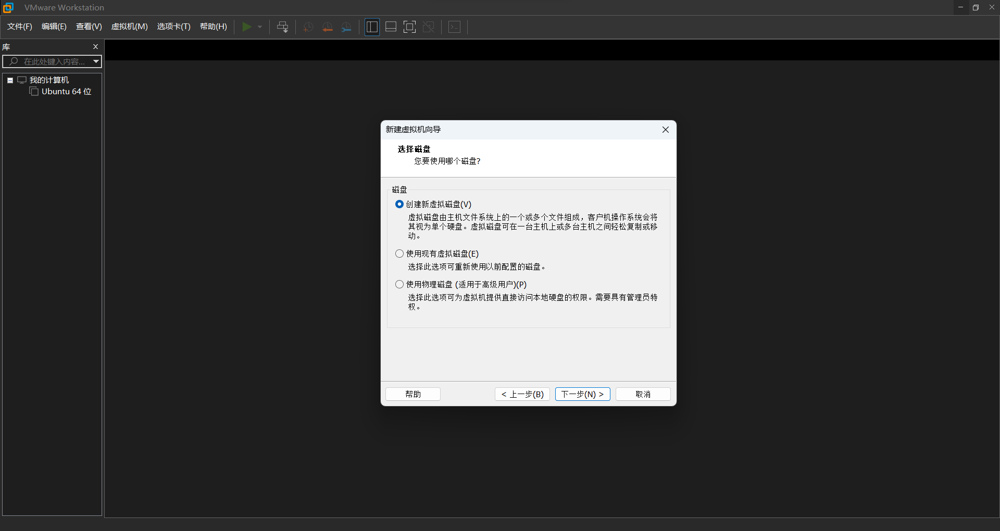 VMware Workstation
文件(F) 编辑(E) 查看(V) 虚拟机(M) 选项卡(T) 帮助(H)
库
在此处键入内容...
我的计算机
Ubuntu 64 位
新建虚拟机向导
选择磁盘
您要使用哪个磁盘?
磁盘
创建新虚拟磁盘(V)
虚拟磁盘由主机文件系统上的一个或多个文件组成，客户机操作系统会将
其视为单个硬盘。虚拟磁盘可在一台主机上或多台主机之间轻松复制或移
动。
使用现有虚拟磁盘(E)
选择此选项可重新使用以前配置的磁盘。
使用物理磁盘 (适用于高级用户)(P)
选择此选项可为虚拟机提供直接访问本地硬盘的权限。需要具有管理员特
权。
帮助 < 上一步(B) 下一步(N) > 取消